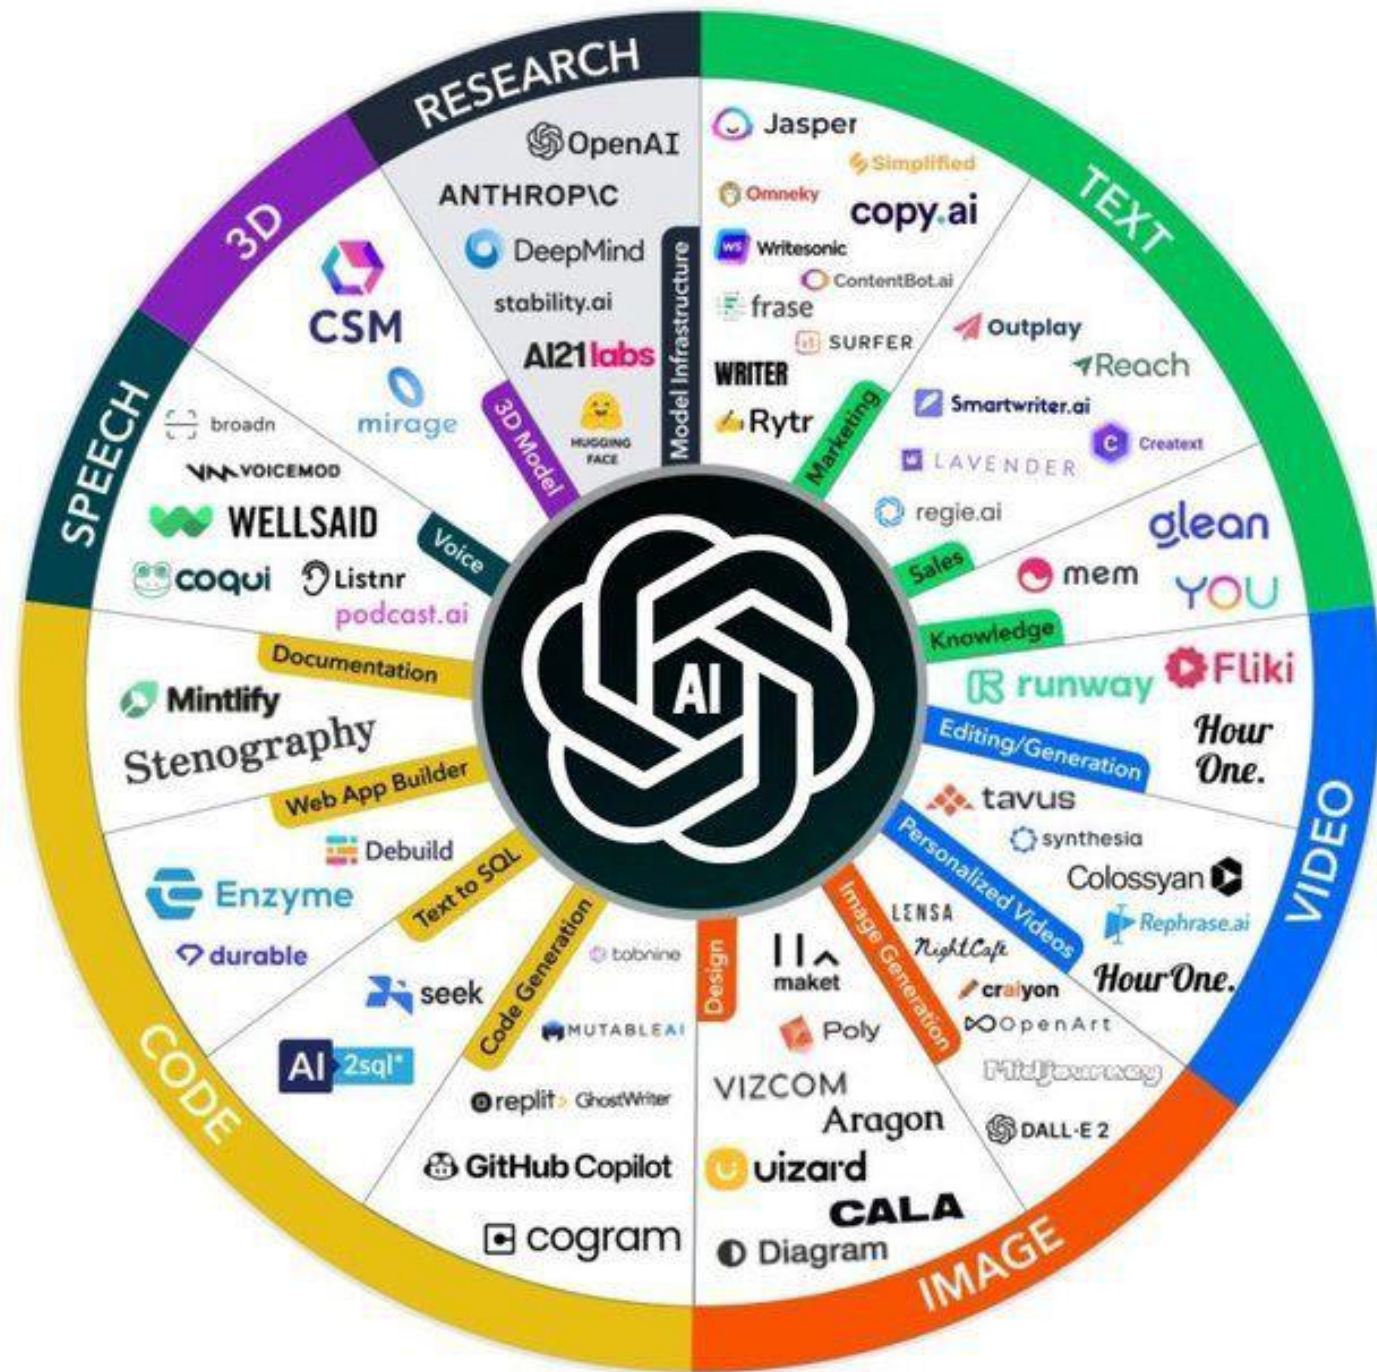 RESEARCH
OpenAI
ANTHROP\C
DeepMind
stability.ai
AI21labs
HUGGING
FACE
Model Infrastructure
TEXT
Jasper
Simplified
Omneky
copy.ai
WS
Writesonic
ContentBot.ai
frase
SURFER
WRITER
Rytr
Marketing
Outplay
Reach
Smartwriter.ai
C
Creatext
LAVENDER
regie.ai
Sales
glean
mem
YOU
Knowledge
VIDEO
runway
Fliki
Hour
One.
Editing/Generation
tavus
synthesia
Colossyan
Rephrase.ai
HourOne.
Personalized Videos
IMAGE
LENSA
NightCafe
craiyon
OpenArt
Midjourney
DALL·E 2
Image Generation
maket
Poly
VIZCOM
Aragon
uizard
CALA
Diagram
Design
CODE
tabnine
MUTABLEAI
replit GhostWriter
GitHub Copilot
cogram
Code Generation
seek
AI 2sql*
Text to SQL
Debuild
Enzyme
durable
Web App Builder
Mintlify
Stenography
Documentation
SPEECH
broadn
VOICEMOD
WELLSAID
coqui
Listnr
podcast.ai
Voice
3D
CSM
mirage
3D Model
AI